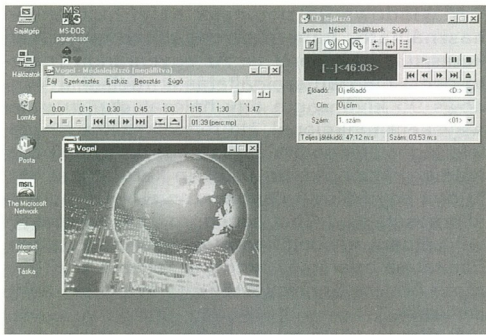 Sajátgép
MS-DOS
parancssor
Hálózatok
Lomtár
Posta
The Microsoft
Network
Internet
Táska
Vogel - Médialejátszó (megállítva)
Fájl Szerkesztés Eszköz Beosztás Súgó
0:00 0:15 0:30 0:45 1:00 1:15 1:30 1:47
01:39 (perc:mp)
Vogel
CD lejátszó
Lemez Nézet Beállítások Súgó
[--]<46:03>
Előadó: Új előadó <D:>
Cím: Új cím
Szám: 1. szám <01>
Teljes játékidő: 47:12 m:s
Szám: 03:53 m:s